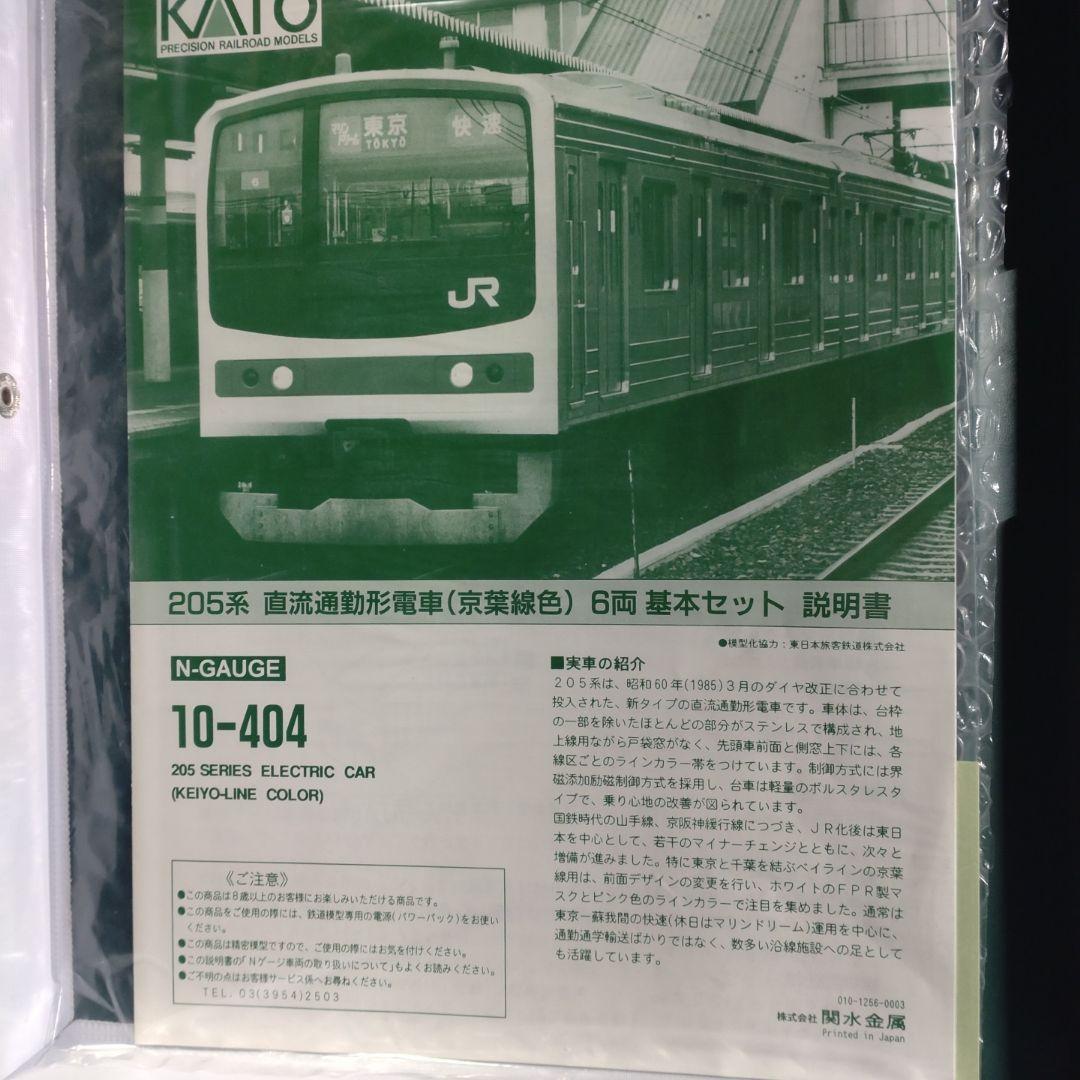 KATO
PRECISION RAILROAD MODELS
マリンドリーム 東京 快速
TOKYO
JR
205系 直流通勤形電車(京葉線色) 6両 基本セット 説明書
●模型化協力:東日本旅客鉄道株式会社
N-GAUGE
10-404
205 SERIES ELECTRIC CAR
(KEIYO-LINE COLOR)
《ご注意》
●この商品は8歳以上のお客様にお楽しみいただける商品です。
●この商品をご使用の際には、鉄道模型専用の電源(パワーパック)をお使い
ください。
●この商品は精密模型ですので、ご使用の際にはお気を付けください。
●この説明書の「Nゲージ車両の取り扱いについて」もよくお読みください。
●ご不明の点はお客様サービス係へお尋ねください。
TEL. 03(3954)2503
■実車の紹介
205系は、昭和60年(1985)3月のダイヤ改正に合わせて
投入された、新タイプの直流通勤形電車です。車体は、台枠
の一部を除いたほとんどの部分がステンレスで構成され、地
上線用ながら戸袋窓がなく、先頭車前面と側窓上下には、各
線区ごとのラインカラー帯をつけています。制御方式には界
磁添加励磁制御方式を採用し、台車は軽量のボルスタレスタ
イプで、乗り心地の改善が図られています。
国鉄時代の山手線、京阪神緩行線につづき、JR化後は東日
本を中心として、若干のマイナーチェンジとともに、次々と
増備が進みました。特に東京と千葉を結ぶベイラインの京葉
線用は、前面デザインの変更を行い、ホワイトのFPR製マ
スクとピンク色のラインカラーで注目を集めました。通常は
東京ー蘇我間の快速(休日はマリンドリーム)運用を中心に、
通勤通学輸送ばかりではなく、数多い沿線施設への足として
も活躍しています。
010-1256-0003
株式会社 関水金属
Printed in Japan